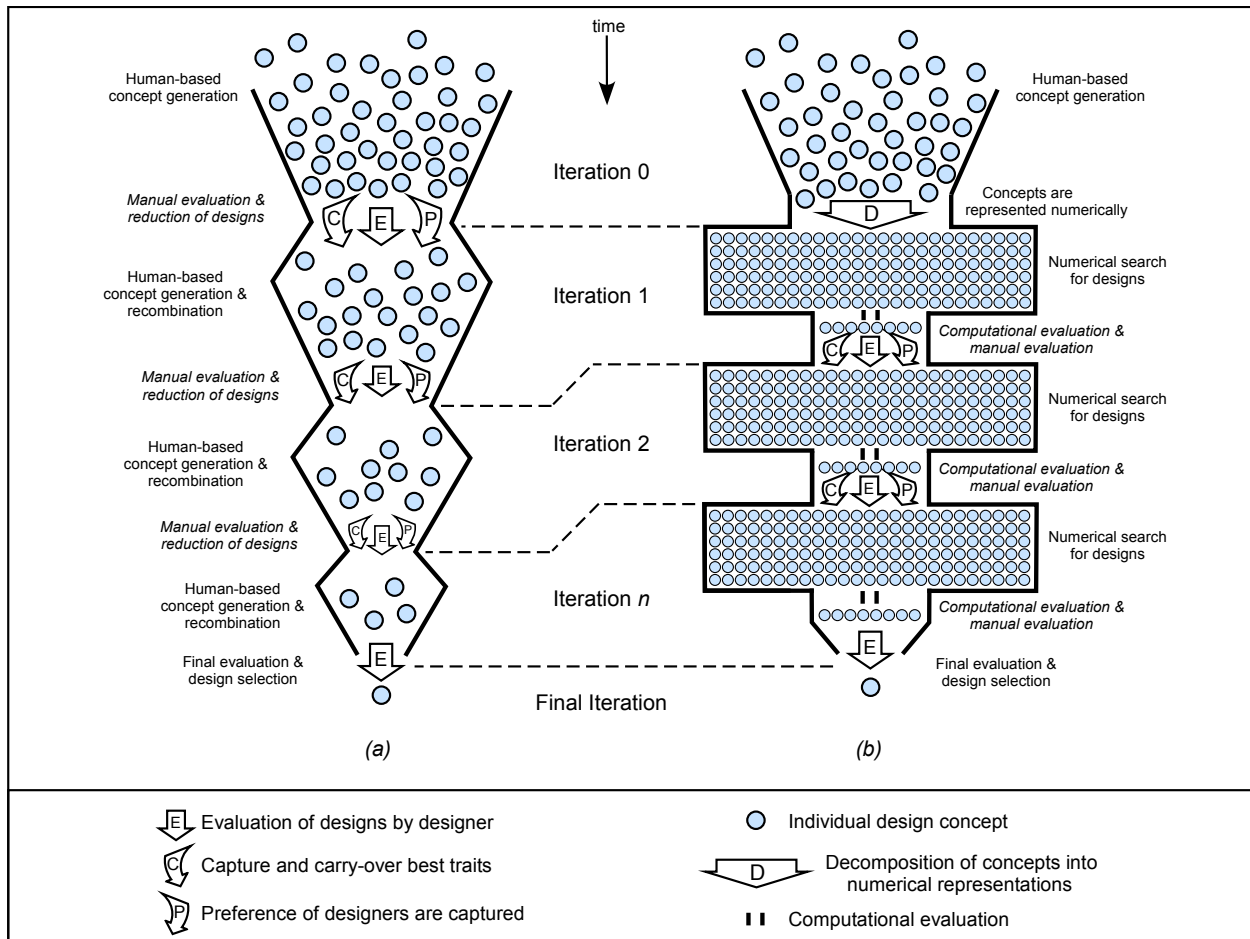 time
Human-based
concept generation
Human-based
concept generation
Iteration 0
Manual evaluation &
reduction of designs
C
E
P
Concepts are
represented numerically
D
Human-based
concept generation &
recombination
Iteration 1
Numerical search
for designs
Computational evaluation &
manual evaluation
C
E
P
Manual evaluation &
reduction of designs
C
E
P
Numerical search
for designs
Human-based
concept generation &
recombination
Iteration 2
Computational evaluation &
manual evaluation
C
E
P
Manual evaluation &
reduction of designs
C
E
P
Numerical search
for designs
Human-based
concept generation &
recombination
Iteration n
Computational evaluation &
manual evaluation
E
E
Final evaluation &
design selection
Final evaluation &
design selection
Final Iteration
(a)
(b)
E Evaluation of designs by designer
C Capture and carry-over best traits
P Preference of designers are captured
Individual design concept
D
Decomposition of concepts into
numerical representations
Computational evaluation